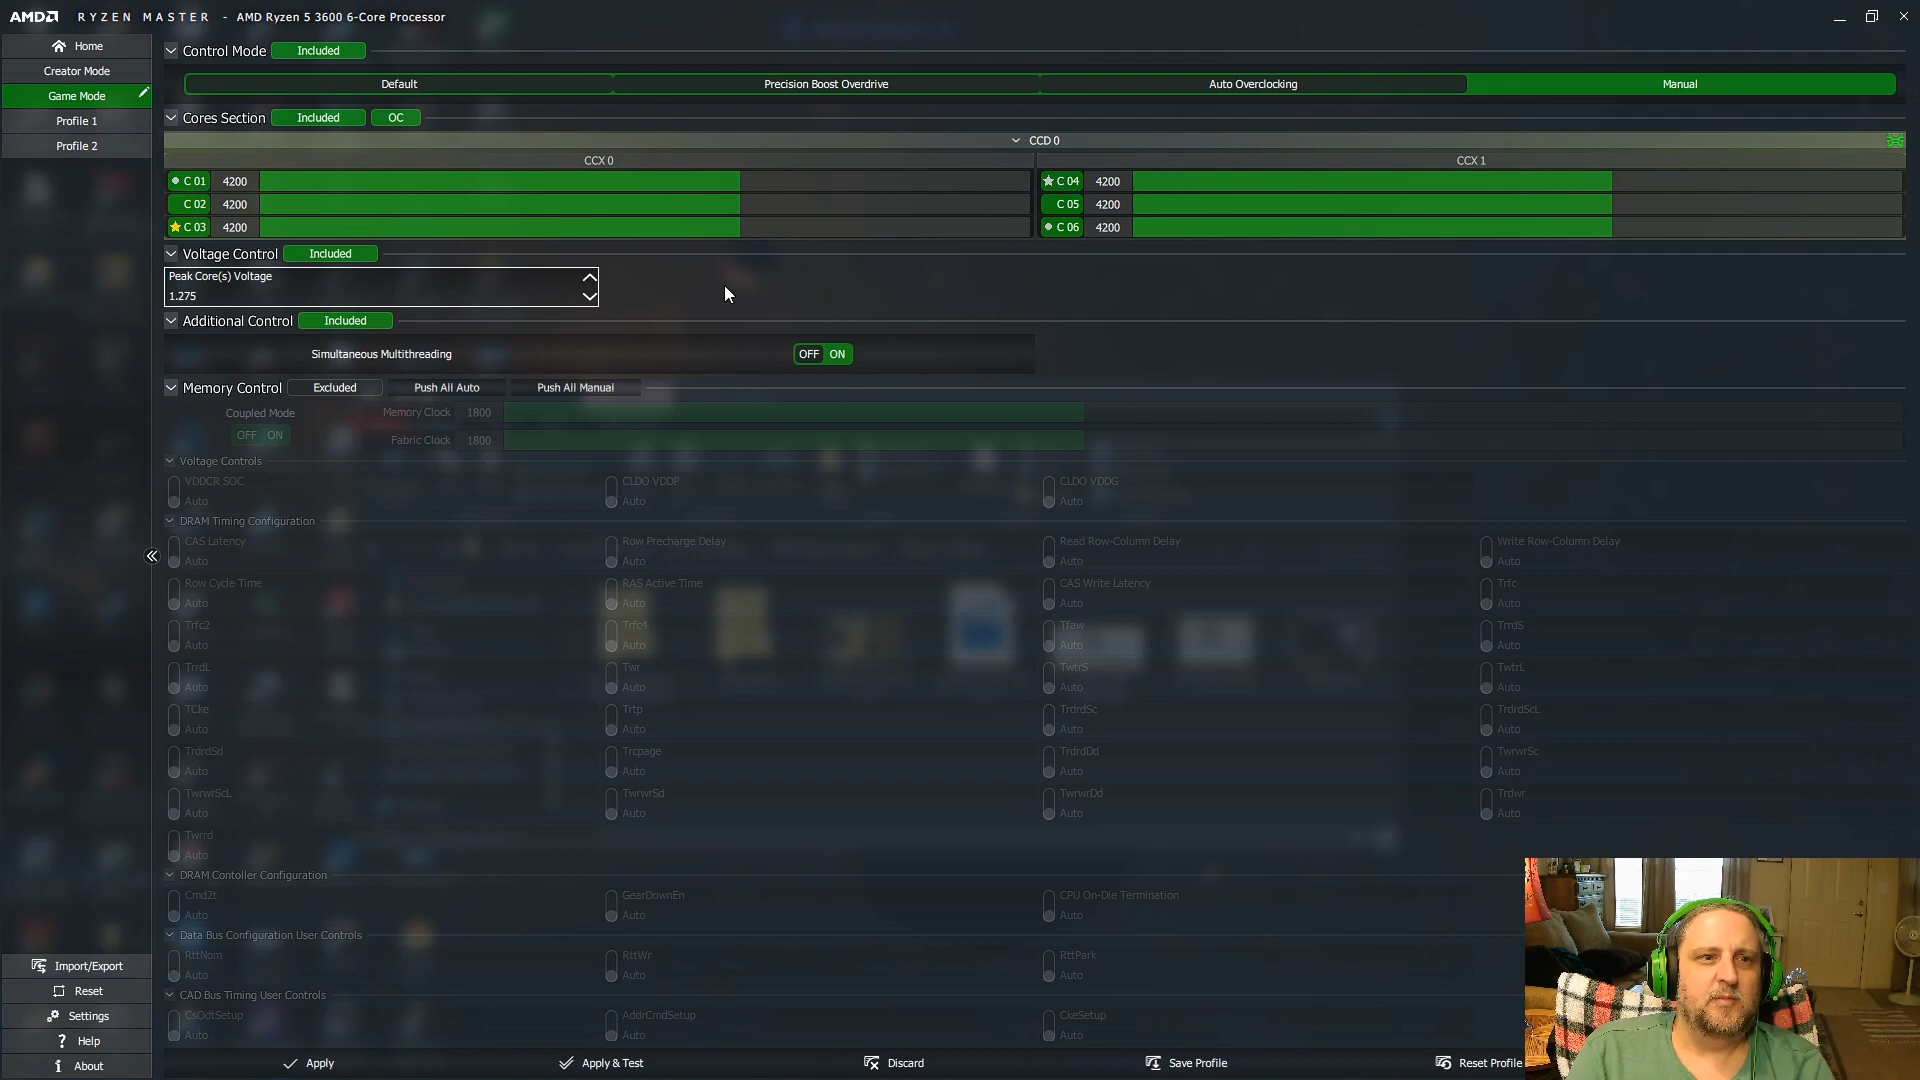 AMD RYZEN MASTER - AMD Ryzen 5 3600 6-Core Processor
Home
Creator Mode
Game Mode
Profile 1
Profile 2
Import/Export
Reset
Settings
Help
About
Control Mode Included
Default Precision Boost Overdrive Auto Overclocking Manual
Cores Section Included OC
CCD 0
CCX 0 CCX 1
C 01 4200 C 04 4200
C 02 4200 C 05 4200
C 03 4200 C 06 4200
Voltage Control Included
Peak Core(s) Voltage
1.275
Additional Control Included
Simultaneous Multithreading OFF ON
Memory Control Excluded Push All Auto Push All Manual
Coupled Mode Memory Clock 1800
OFF ON Fabric Clock 1800
Voltage Controls
VDDCR SOC CLDO VDDP CLDO VDDG
Auto Auto Auto
DRAM Timing Configuration
CAS Latency Row Precharge Delay Read Row-Column Delay Write Row-Column Delay
Auto Auto Auto Auto
Row Cycle Time RAS Active Time CAS Write Latency Trfc
Auto Auto Auto Auto
Trfc2 Trfc4 Tfaw TrrdS
Auto Auto Auto Auto
TrrdL Twr TwtrS TwtrL
Auto Auto Auto Auto
TCke Trtp TrdrdSc TrdrdScL
Auto Auto Auto Auto
TrdrdSd Trcpage TrdrdDd TwrwrSc
Auto Auto Auto Auto
TwrwrScL TwrwrSd TwrwrDd Trdwr
Auto Auto Auto Auto
Twrrd
Auto
DRAM Contoller Configuration
Cmd2t GearDownEn CPU On-Die Termination
Auto Auto Auto
Data Bus Configuration User Controls
RttNom RttWr RttPark
Auto Auto Auto
CAD Bus Timing User Controls
CsOdtSetup AddrCmdSetup CkeSetup
Auto Auto Auto
Apply Apply & Test Discard Save Profile Reset Profile